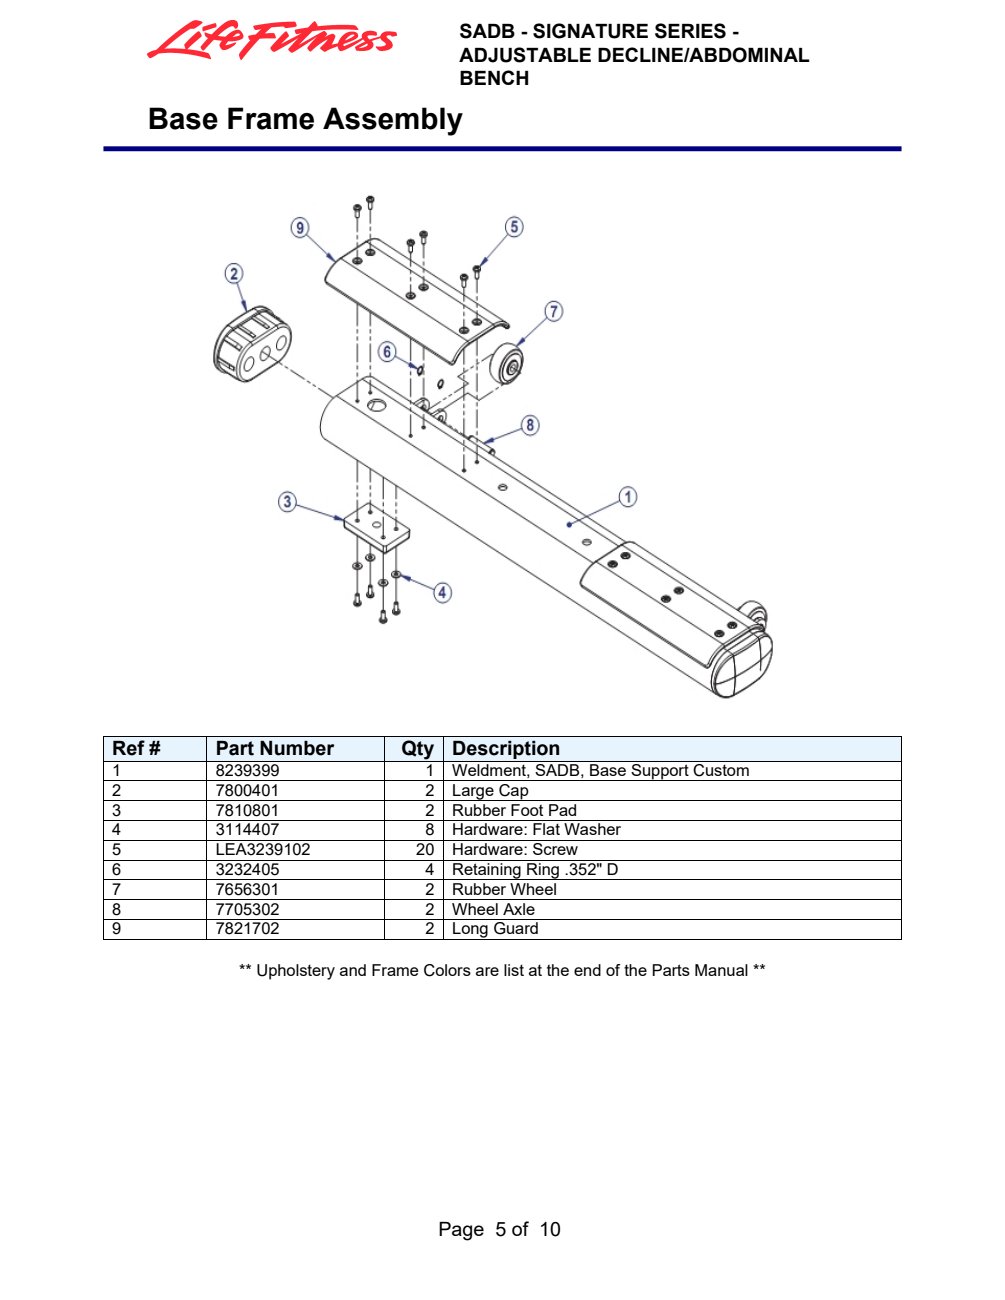 Life Fitness
SADB - SIGNATURE SERIES -
ADJUSTABLE DECLINE/ABDOMINAL
BENCH
Base Frame Assembly
9
5
2
7
6
8
1
3
4
Ref # Part Number Qty Description
1 8239399 1 Weldment, SADB, Base Support Custom
2 7800401 2 Large Cap
3 7810801 2 Rubber Foot Pad
4 3114407 8 Hardware: Flat Washer
5 LEA3239102 20 Hardware: Screw
6 3232405 4 Retaining Ring .352" D
7 7656301 2 Rubber Wheel
8 7705302 2 Wheel Axle
9 7821702 2 Long Guard
** Upholstery and Frame Colors are list at the end of the Parts Manual **
Page 5 of 10